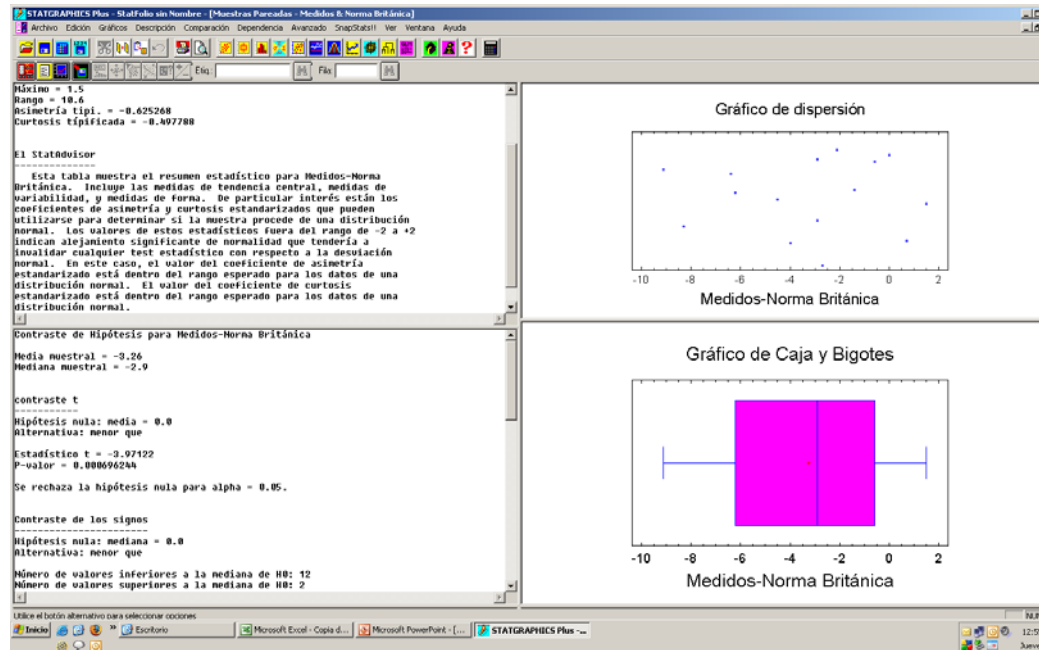 STATGRAPHICS Plus - StatFolio sin Nombre - [Muestras Pareadas - Medidos & Norma Británica]
Archivo Edición Gráficos Descripción Comparación Dependencia Avanzado SnapStats!! Ver Ventana Ayuda
Etiq.: Fila:
Máximo = 1.5
Rango = 10.6
Asimetría tipi. = -0.625268
Curtosis típificada = -0.497788
El StatAdvisor
--------------
Esta tabla muestra el resumen estadístico para Medidos-Norma
Británica. Incluye las medidas de tendencia central, medidas de
variabilidad, y medidas de forma. De particular interés están los
coeficientes de asimetría y curtosis estandarizados que pueden
utilizarse para determinar si la muestra procede de una distribución
normal. Los valores de estos estadísticos fuera del rango de -2 a +2
indican alejamiento significante de normalidad que tendería a
invalidar cualquier test estadístico con respecto a la desviación
normal. En este caso, el valor del coeficiente de asimetría
estandarizado está dentro del rango esperado para los datos de una
distribución normal. El valor del coeficiente de curtosis
estandarizado está dentro del rango esperado para los datos de una
distribución normal.
Gráfico de dispersión
-10 -8 -6 -4 -2 0 2
Medidos-Norma Británica
Contraste de Hipótesis para Medidos-Norma Británica
Media muestral = -3.26
Mediana muestral = -2.9
contraste t
-----------
Hipótesis nula: media = 0.0
Alternativa: menor que
Estadístico t = -3.97122
P-valor = 0.000696244
Se rechaza la hipótesis nula para alpha = 0.05.
Contraste de los signos
-----------------------
Hipótesis nula: mediana = 0.0
Alternativa: menor que
Número de valores inferiores a la mediana de H0: 12
Número de valores superiores a la mediana de H0: 2
Gráfico de Caja y Bigotes
-10 -8 -6 -4 -2 0 2
Medidos-Norma Británica
Utilice el botón alternativo para seleccionar opciones
NUM
Inicio » Escritorio Microsoft Excel - Copia d... Microsoft PowerPoint - [... STATGRAPHICS Plus -...